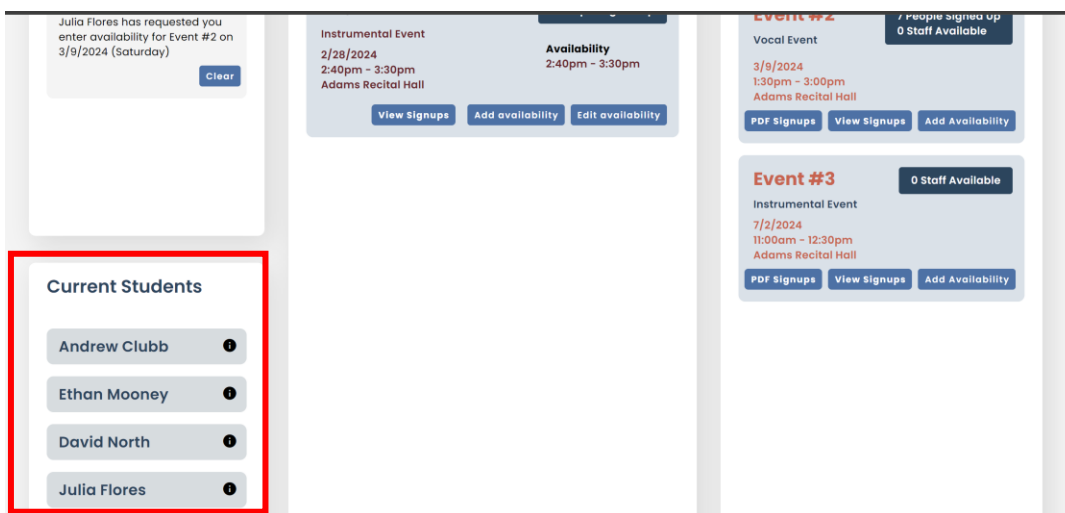 Julia Flores has requested you
enter availability for Event #2 on
3/9/2024 (Saturday)
Clear
Current Students
Andrew Clubb
Ethan Mooney
David North
Julia Flores
Instrumental Event
2/28/2024
2:40pm - 3:30pm
Adams Recital Hall
Availability
2:40pm - 3:30pm
View Signups
Add availability
Edit availability
Event #2
7 People Signed Up
0 Staff Available
Vocal Event
3/9/2024
1:30pm - 3:00pm
Adams Recital Hall
PDF Signups
View Signups
Add Availability
Event #3
0 Staff Available
Instrumental Event
7/2/2024
11:00am - 12:30pm
Adams Recital Hall
PDF Signups
View Signups
Add Availability